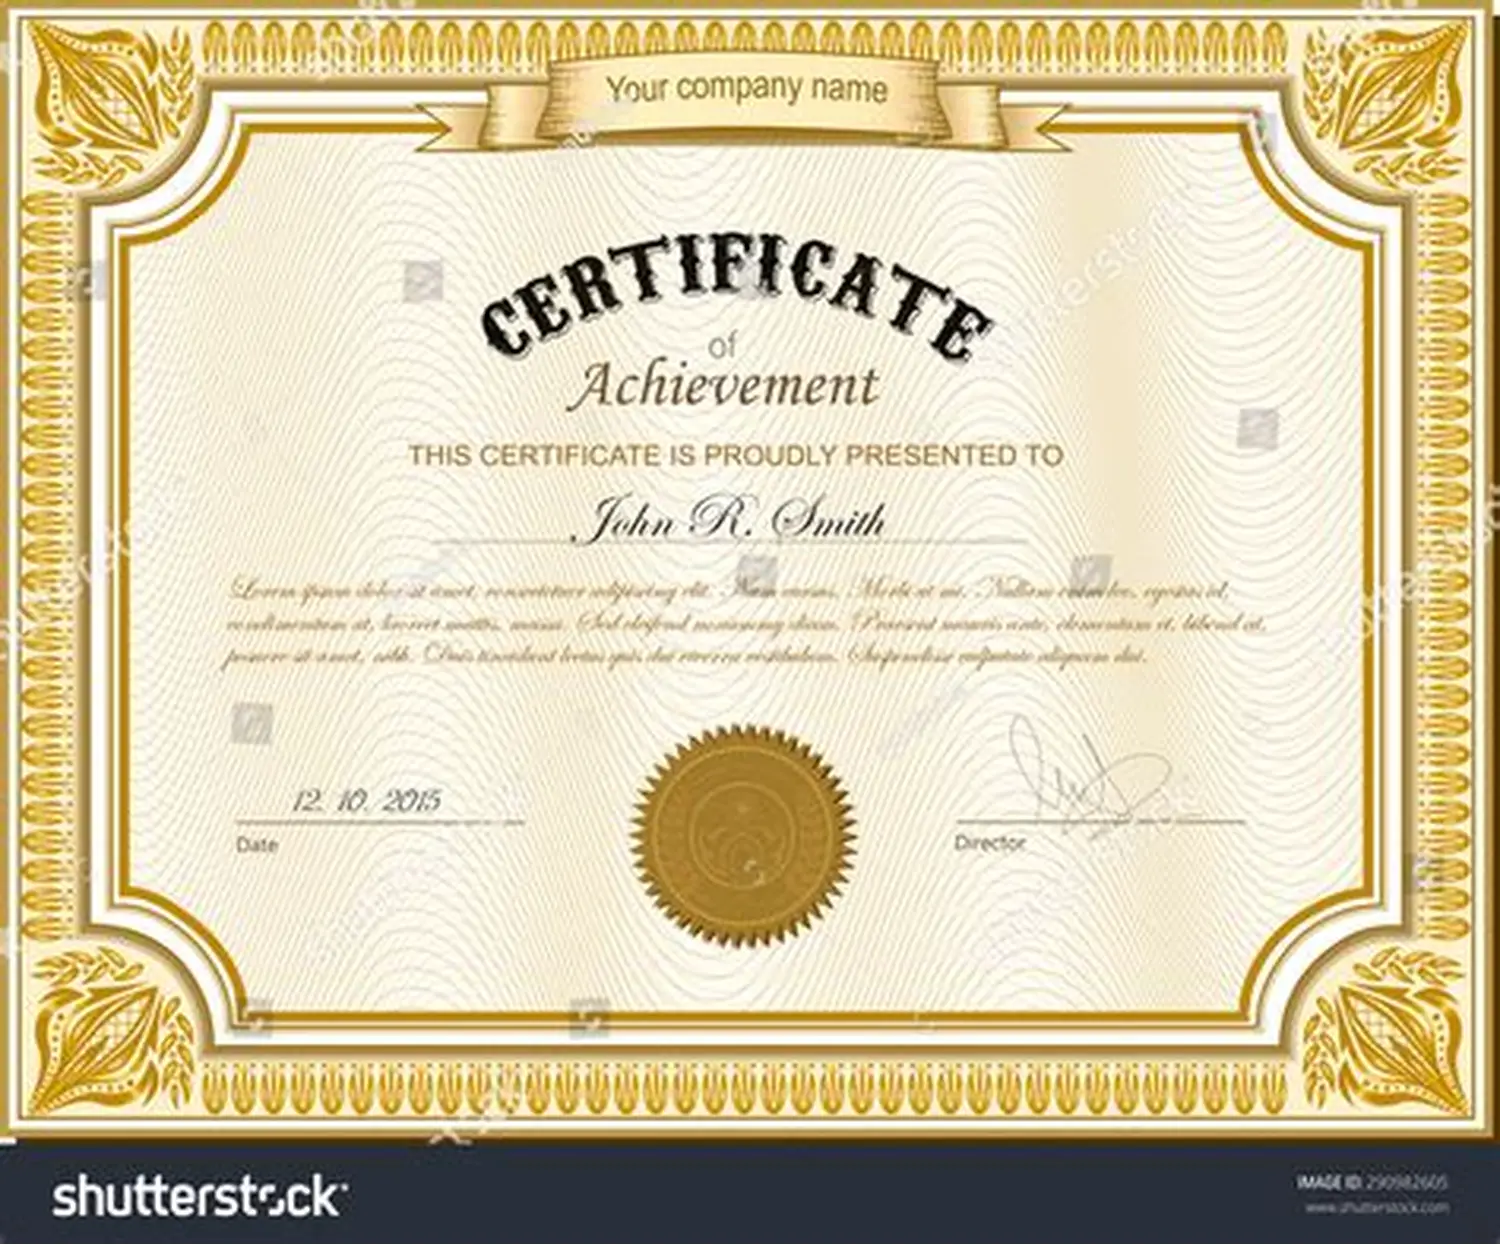 Your company name
CERTIFICATE
of
Achievement
THIS CERTIFICATE IS PROUDLY PRESENTED TO
John R. Smith
Lorem ipsum dolor sit amet, consectetuer adipiscing elit. Nam cursus. Morbi ut mi. Nullam enim leo, egestas id,
condimentum at, laoreet mattis, massa. Sed eleifend nonummy diam. Praesent mauris ante, elementum et, bibend at,
posuere sit amet, nibh. Duis tincidunt lectus quis dui viverra vestibulum. Suspendisse vulputate aliquam dui.
12. 10. 2015
Date
Director
shutterstock
IMAGE ID: 290982605
www.shutterstock.com